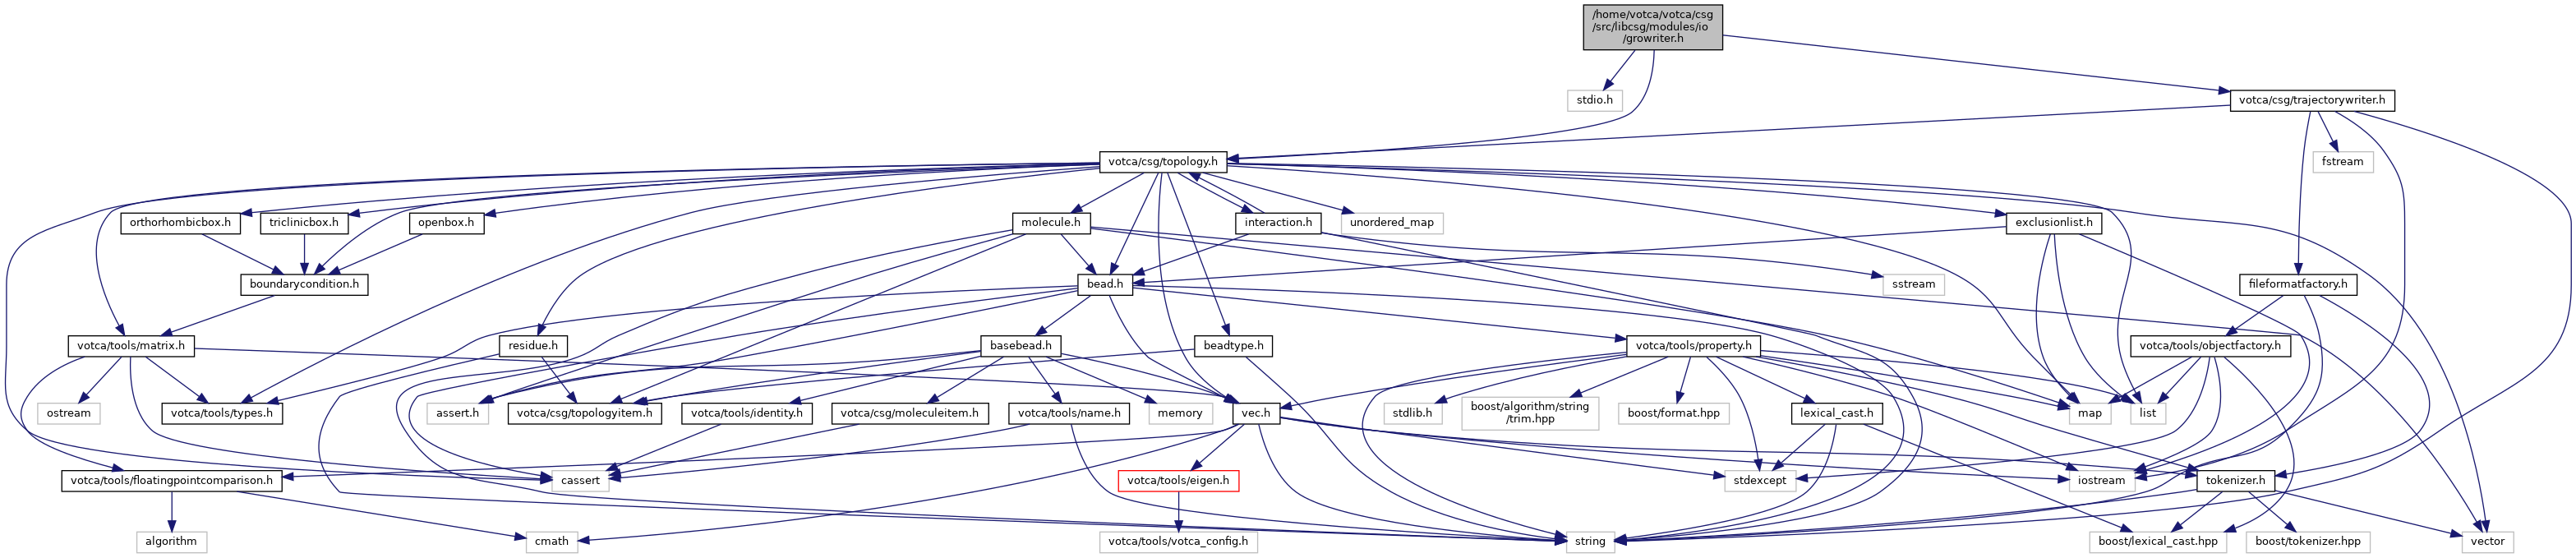 /home/votca/votca/csg
/src/libcsg/modules/io
/growriter.h
stdio.h
votca/csg/trajectorywriter.h
votca/csg/topology.h
fstream
orthorhombicbox.h
triclinicbox.h
openbox.h
molecule.h
interaction.h
unordered_map
exclusionlist.h
boundarycondition.h
bead.h
sstream
fileformatfactory.h
votca/tools/matrix.h
residue.h
basebead.h
beadtype.h
votca/tools/property.h
votca/tools/objectfactory.h
ostream
votca/tools/types.h
assert.h
votca/csg/topologyitem.h
votca/tools/identity.h
votca/csg/moleculeitem.h
votca/tools/name.h
memory
vec.h
stdlib.h
boost/algorithm/string
/trim.hpp
boost/format.hpp
lexical_cast.h
map
list
votca/tools/floatingpointcomparison.h
cassert
votca/tools/eigen.h
stdexcept
iostream
tokenizer.h
algorithm
cmath
votca/tools/votca_config.h
string
boost/lexical_cast.hpp
boost/tokenizer.hpp
vector